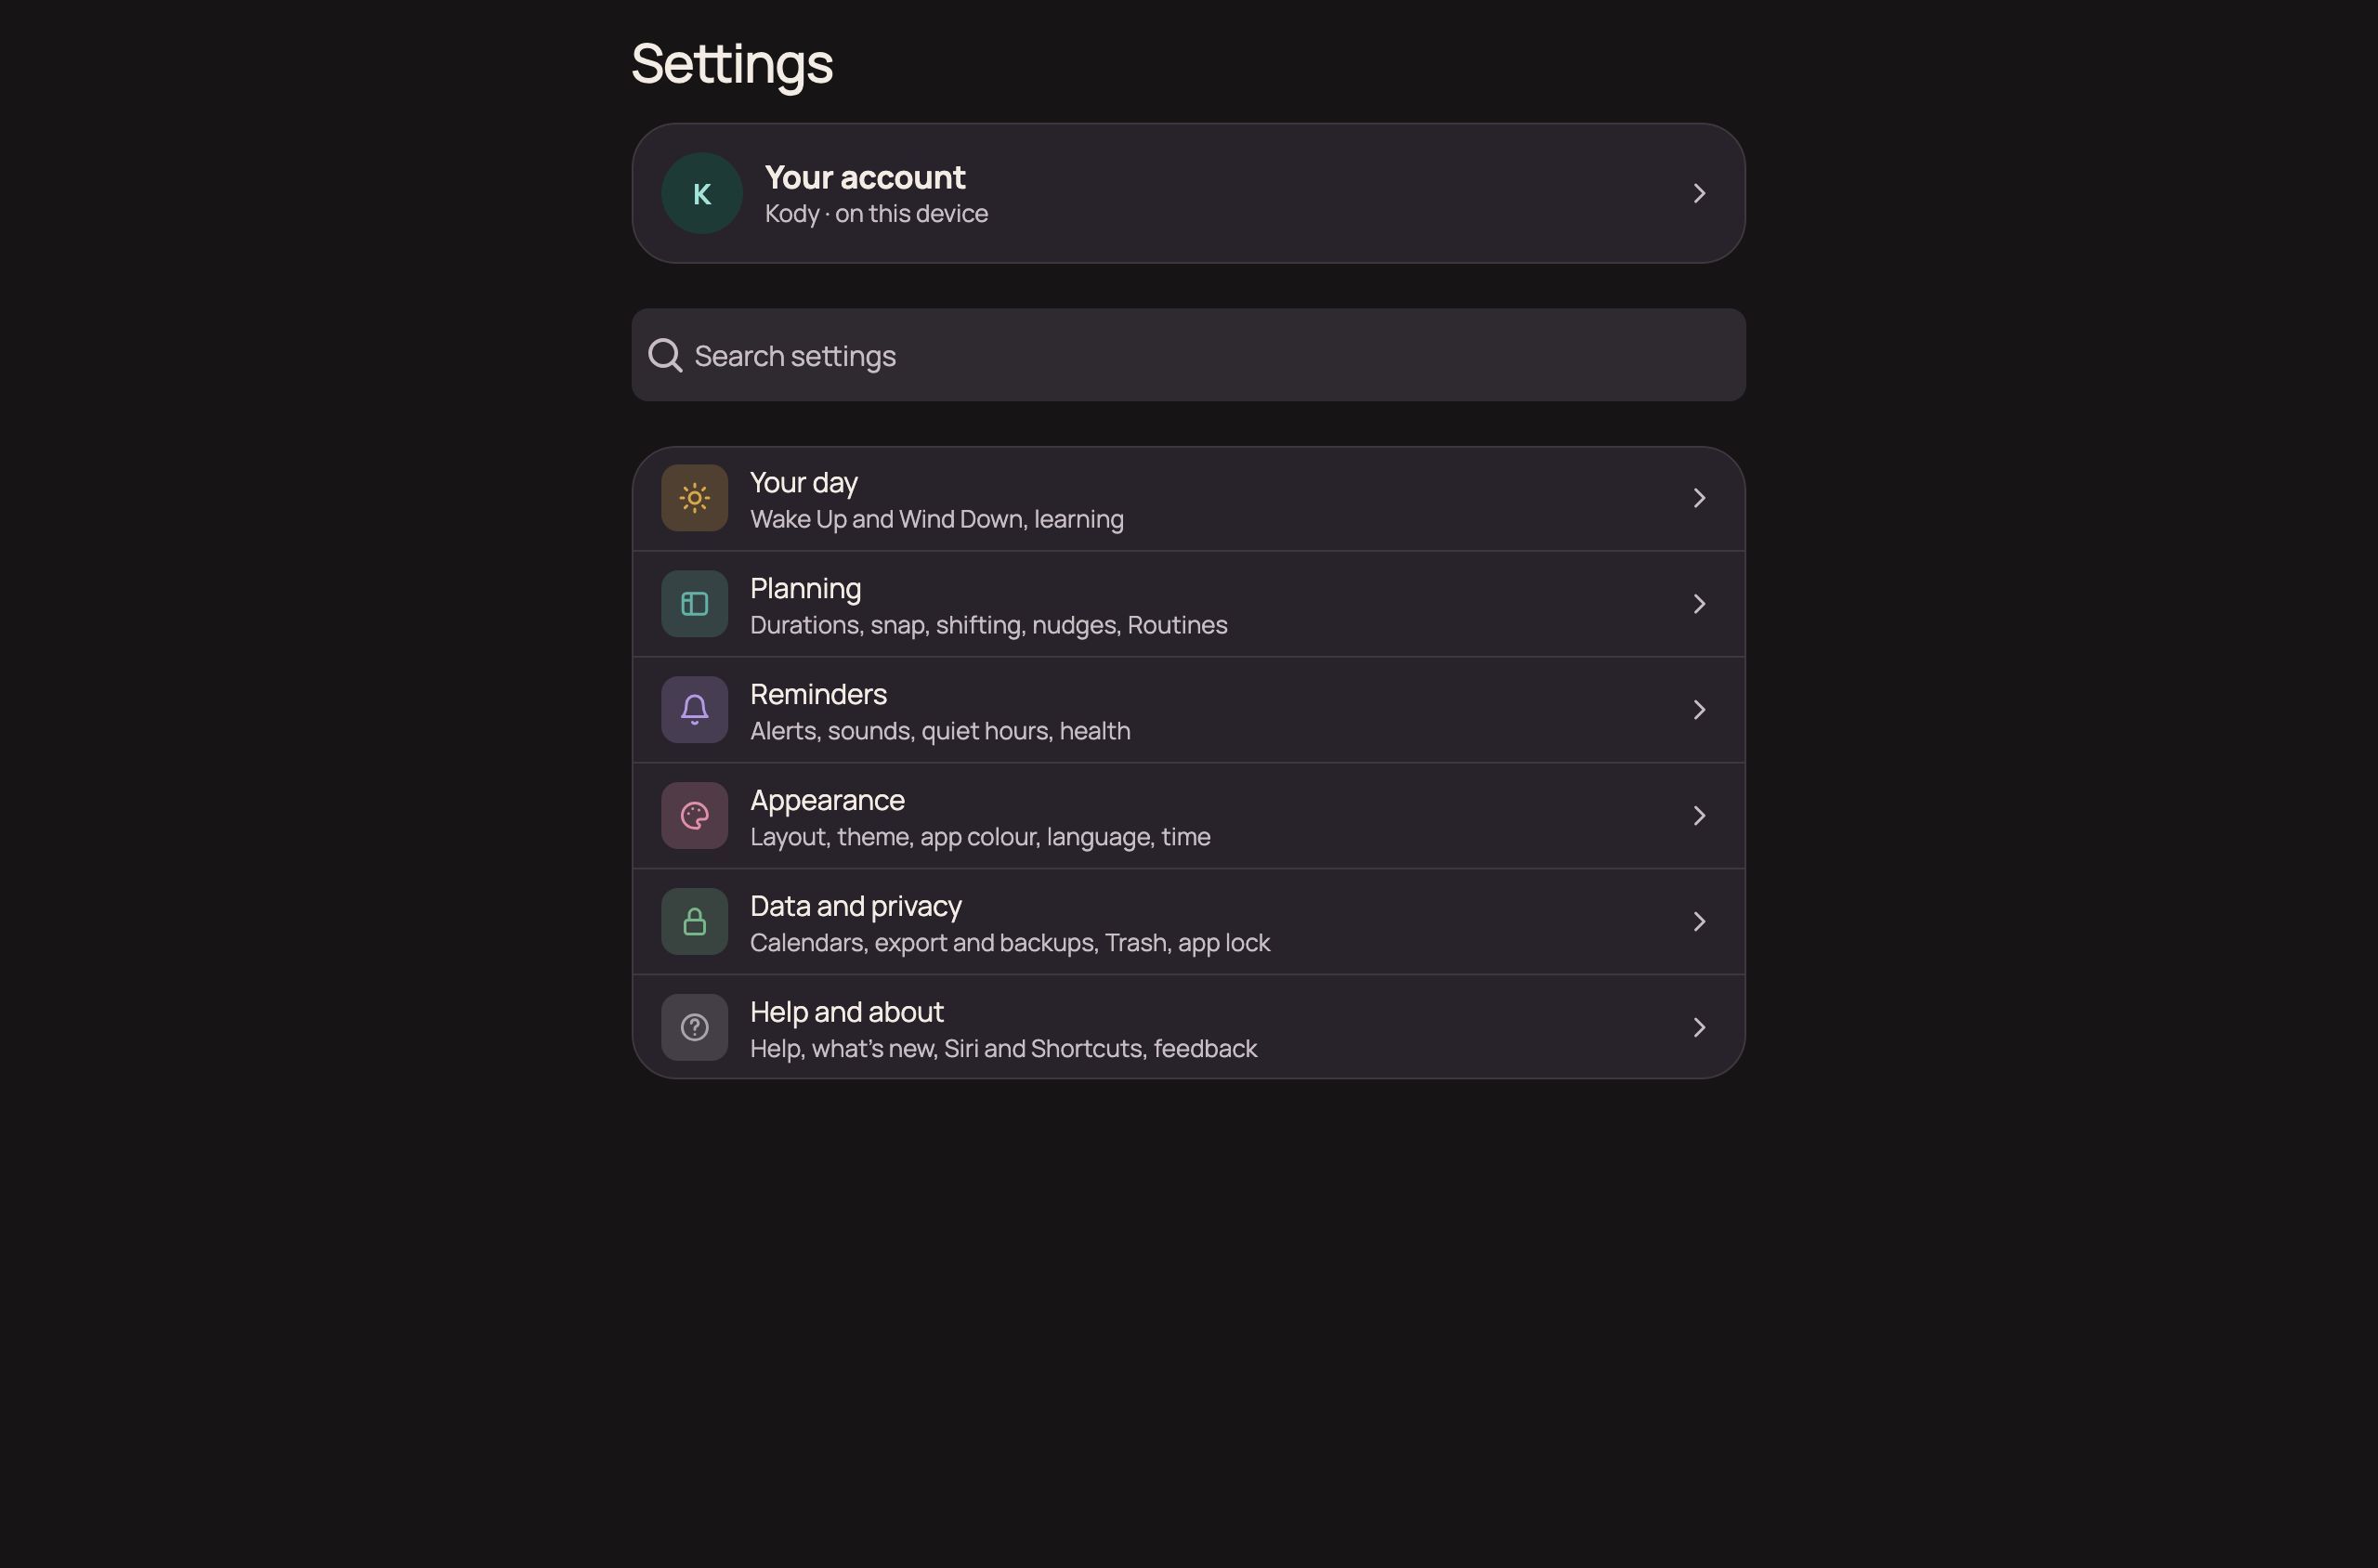 Settings
K
Your account
Kody · on this device
Search settings
Your day
Wake Up and Wind Down, learning
Planning
Durations, snap, shifting, nudges, Routines
Reminders
Alerts, sounds, quiet hours, health
Appearance
Layout, theme, app colour, language, time
Data and privacy
Calendars, export and backups, Trash, app lock
Help and about
Help, what’s new, Siri and Shortcuts, feedback